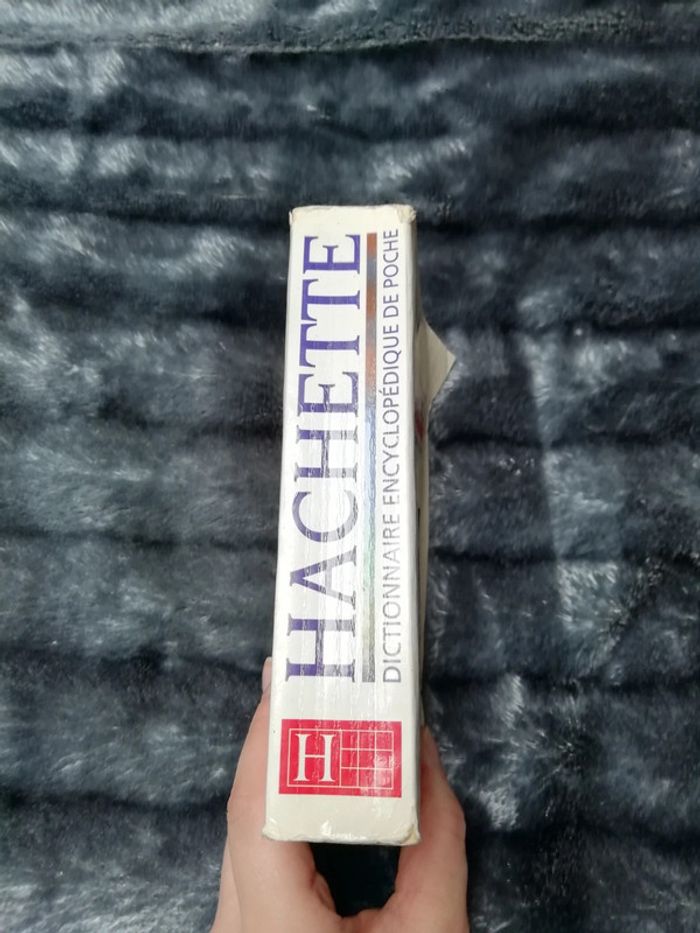 HACHETTE
DICTIONNAIRE ENCYCLOPÉDIQUE DE POCHE
H